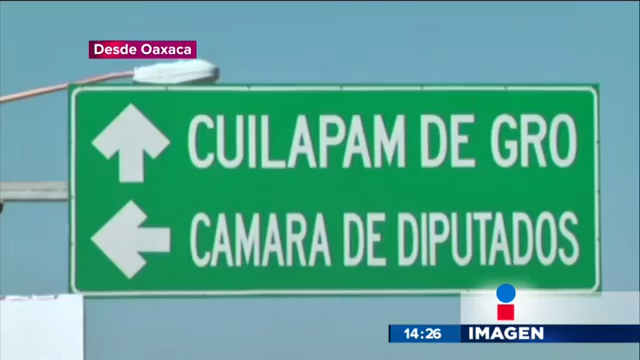 Desde Oaxaca
CUILAPAM DE GRO
CAMARA DE DIPUTADOS
14:26 IMAGEN